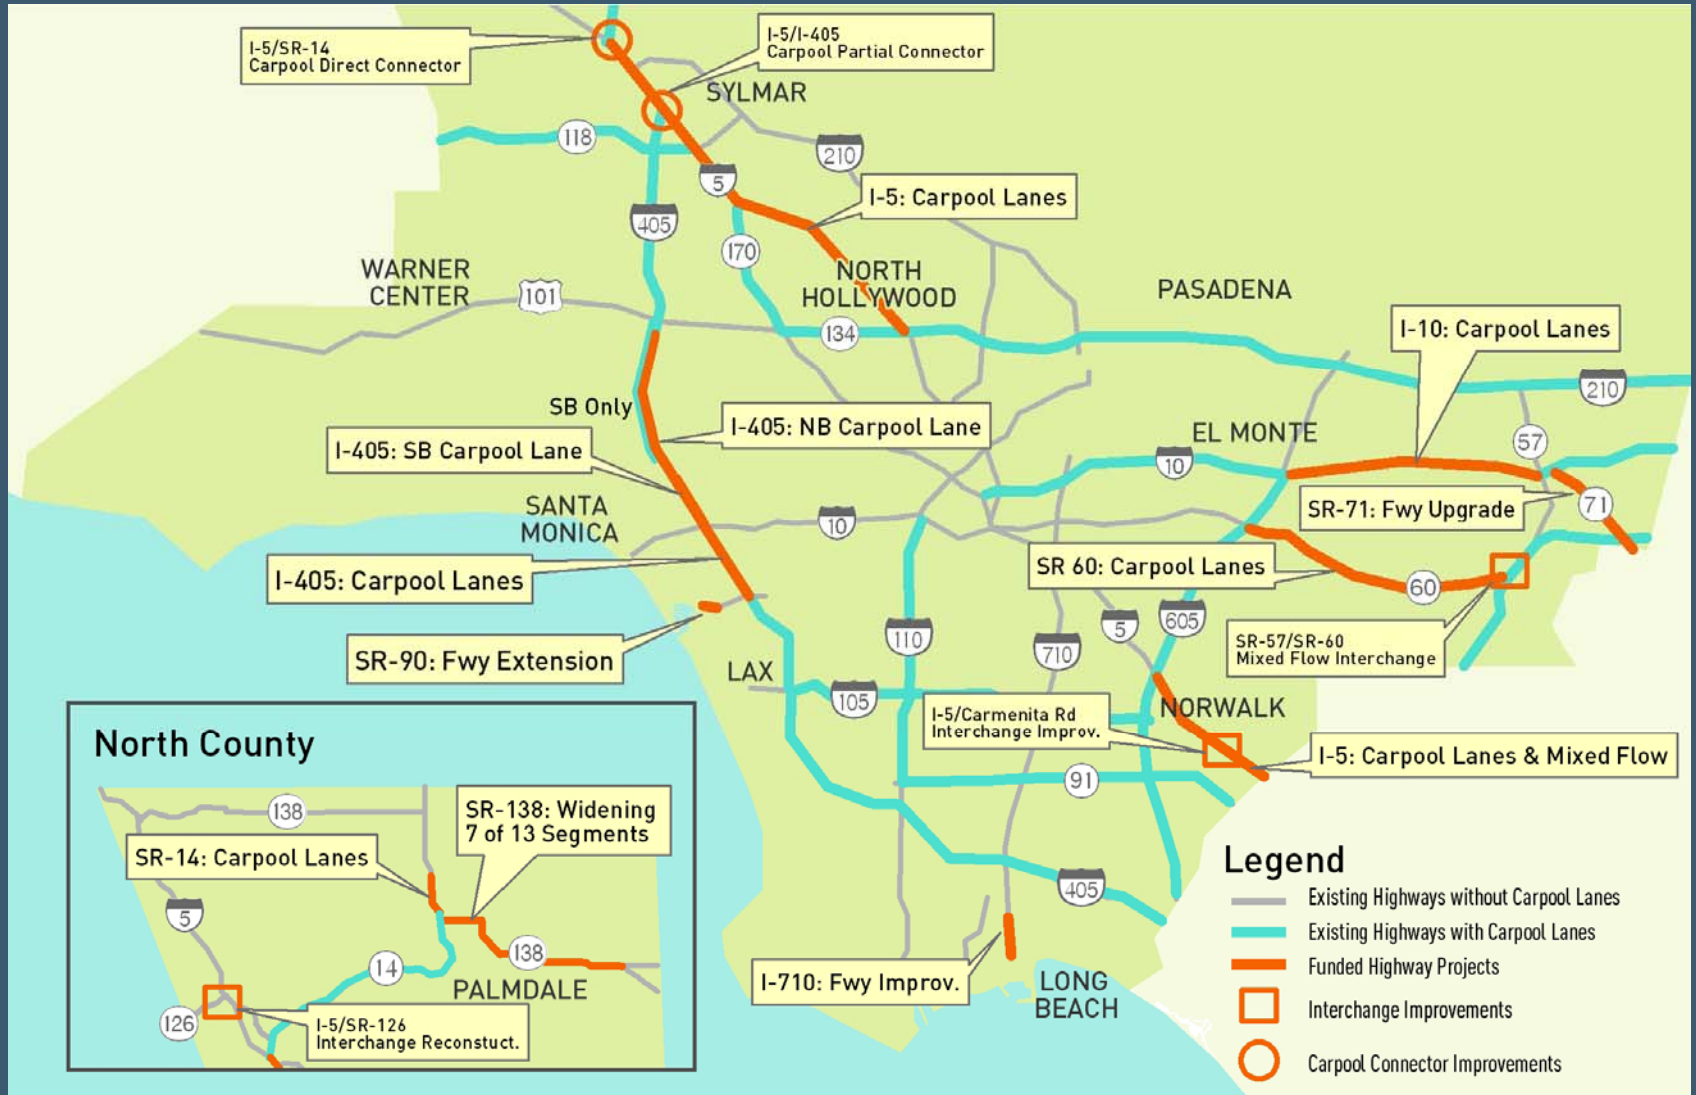 I-5/SR-14
Carpool Direct Connector
I-5/I-405
Carpool Partial Connector
SYLMAR
118
210
5
I-5: Carpool Lanes
405
170
WARNER
CENTER
101
NORTH
HOLLYWOOD
134
PASADENA
I-10: Carpool Lanes
210
SB Only
I-405: NB Carpool Lane
I-405: SB Carpool Lane
EL MONTE
57
10
SR-71: Fwy Upgrade
71
SANTA
MONICA
10
I-405: Carpool Lanes
SR 60: Carpool Lanes
60
SR-90: Fwy Extension
110
710
5
605
SR-57/SR-60
Mixed Flow Interchange
LAX
105
I-5/Carmenita Rd
Interchange Improv.
NORWALK
I-5: Carpool Lanes & Mixed Flow
91
405
I-710: Fwy Improv.
LONG
BEACH
North County
138
SR-138: Widening
7 of 13 Segments
SR-14: Carpool Lanes
5
138
14
PALMDALE
126
I-5/SR-126
Interchange Reconstuct.
Legend
Existing Highways without Carpool Lanes
Existing Highways with Carpool Lanes
Funded Highway Projects
Interchange Improvements
Carpool Connector Improvements